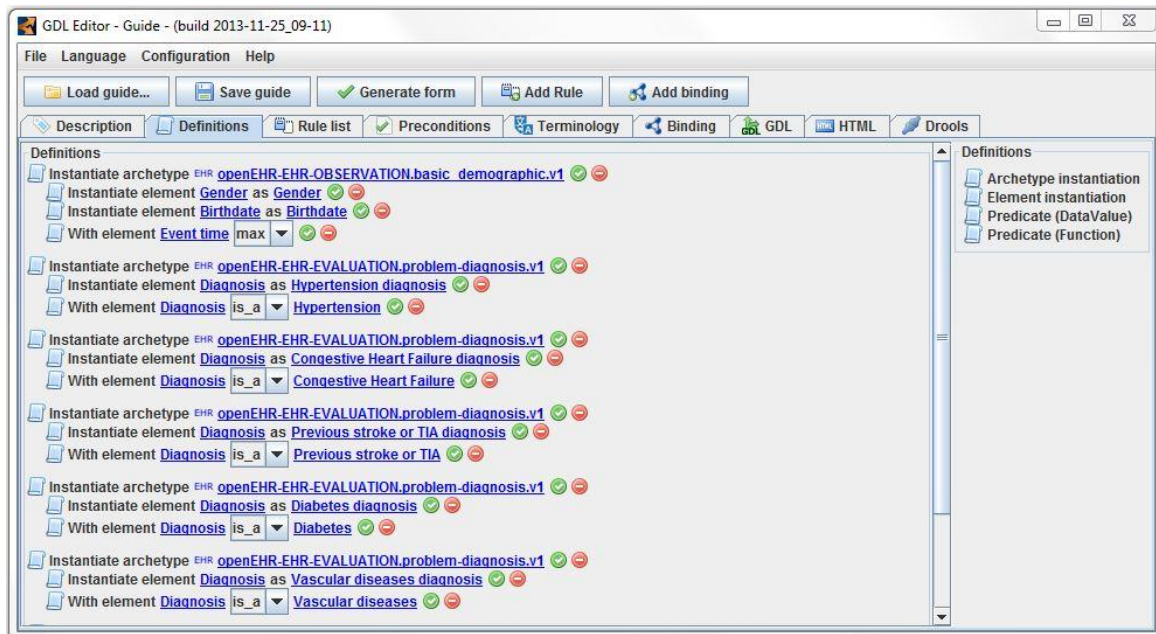 GDL Editor - Guide - (build 2013-11-25_09-11)
File Language Configuration Help
Load guide... Save guide Generate form Add Rule Add binding
Description Definitions Rule list Preconditions Terminology Binding GDL HTML Drools
Definitions
Instantiate archetype EHR openEHR-EHR-OBSERVATION.basic_demographic.v1
Instantiate element Gender as Gender
Instantiate element Birthdate as Birthdate
With element Event time max
Instantiate archetype EHR openEHR-EHR-EVALUATION.problem-diagnosis.v1
Instantiate element Diagnosis as Hypertension diagnosis
With element Diagnosis is_a Hypertension
Instantiate archetype EHR openEHR-EHR-EVALUATION.problem-diagnosis.v1
Instantiate element Diagnosis as Congestive Heart Failure diagnosis
With element Diagnosis is_a Congestive Heart Failure
Instantiate archetype EHR openEHR-EHR-EVALUATION.problem-diagnosis.v1
Instantiate element Diagnosis as Previous stroke or TIA diagnosis
With element Diagnosis is_a Previous stroke or TIA
Instantiate archetype EHR openEHR-EHR-EVALUATION.problem-diagnosis.v1
Instantiate element Diagnosis as Diabetes diagnosis
With element Diagnosis is_a Diabetes
Instantiate archetype EHR openEHR-EHR-EVALUATION.problem-diagnosis.v1
Instantiate element Diagnosis as Vascular diseases diagnosis
With element Diagnosis is_a Vascular diseases
Definitions
Archetype instantiation
Element instantiation
Predicate (DataValue)
Predicate (Function)